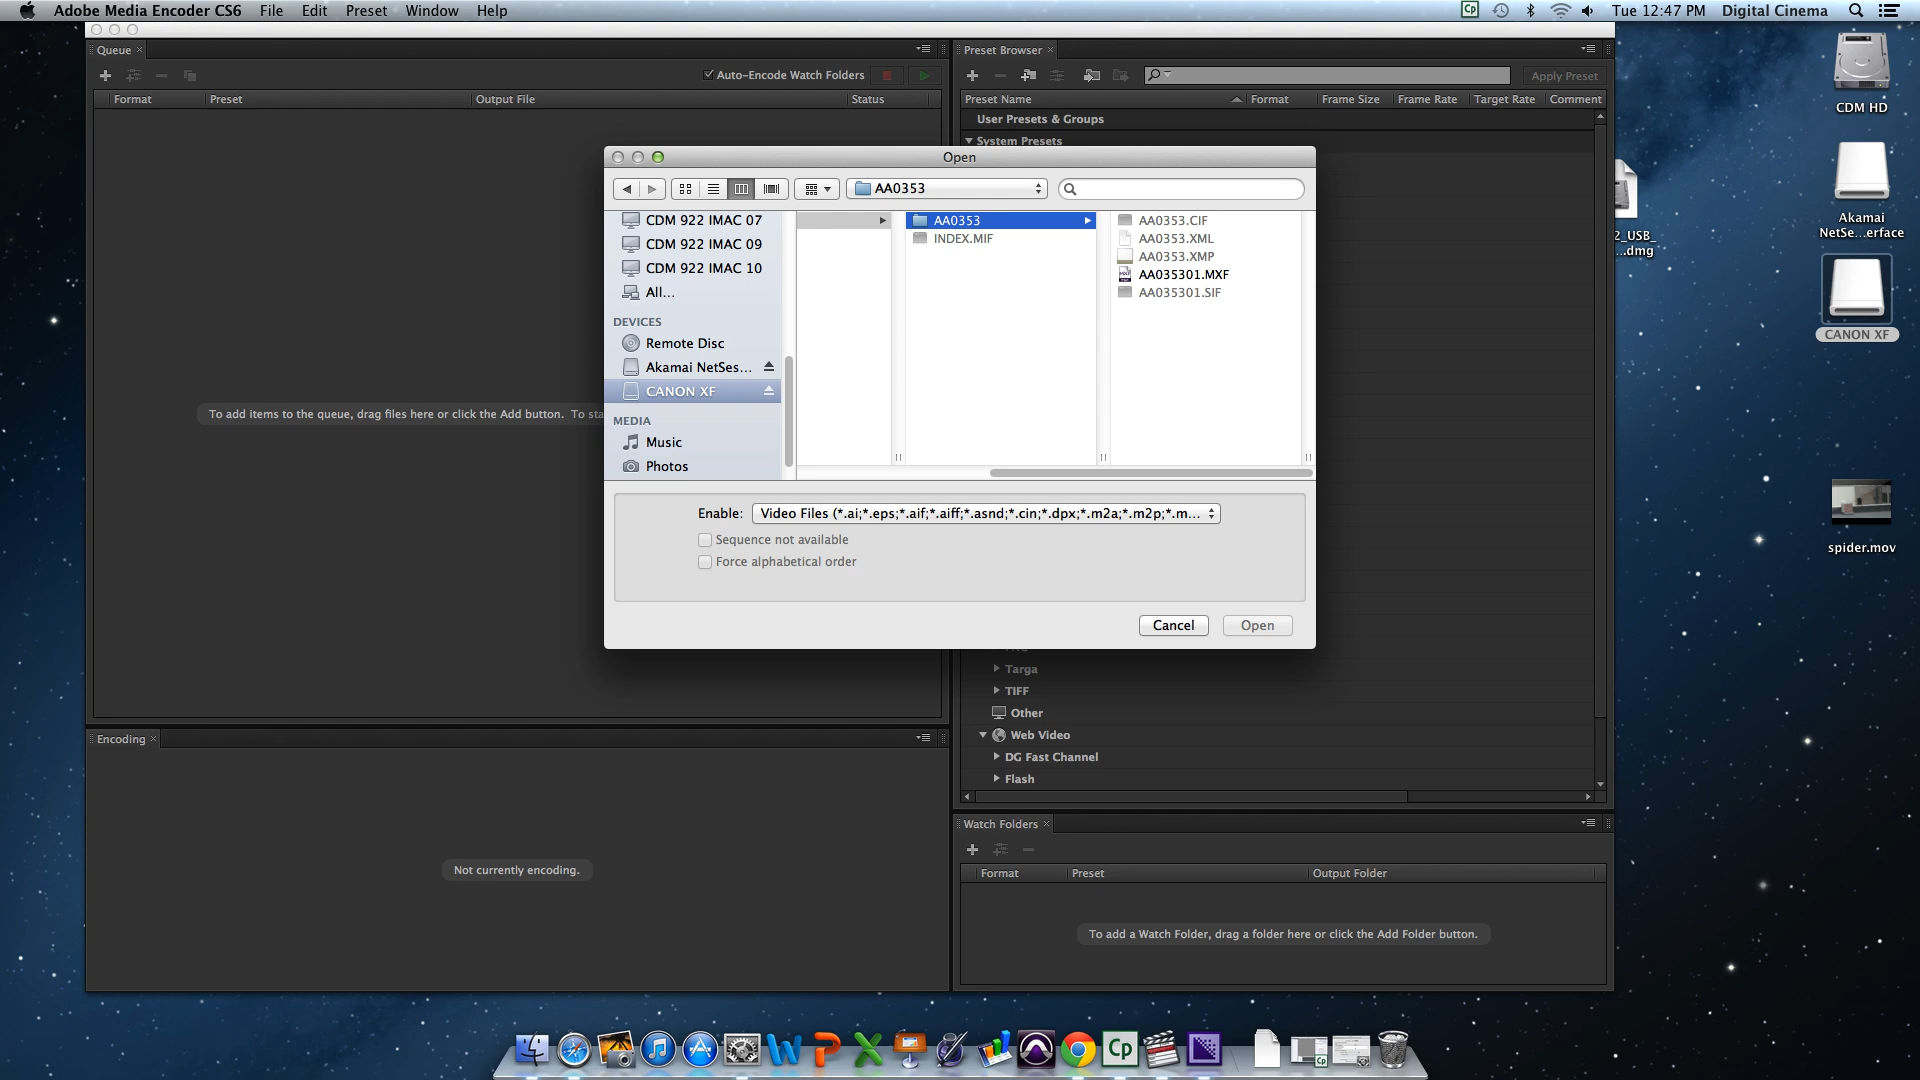 Adobe Media Encoder CS6 File Edit Preset Window Help
Cp Tue 12:47 PM Digital Cinema
Queue
Auto-Encode Watch Folders
Format Preset Output File Status
To add items to the queue, drag files here or click the Add button. To sta
Preset Browser
Apply Preset
Preset Name Format Frame Size Frame Rate Target Rate Comment
User Presets & Groups
System Presets
Open
AA0353
CDM 922 IMAC 07
CDM 922 IMAC 09
CDM 922 IMAC 10
All...
DEVICES
Remote Disc
Akamai NetSes...
CANON XF
MEDIA
Music
Photos
AA0353
INDEX.MIF
AA0353.CIF
AA0353.XML
AA0353.XMP
AA035301.MXF
AA035301.SIF
Enable: Video Files (*.ai;*.eps;*.aif;*.aiff;*.asnd;*.cin;*.dpx;*.m2a;*.m2p;*.m...
Sequence not available
Force alphabetical order
Cancel Open
Targa
TIFF
Other
Web Video
DG Fast Channel
Flash
Encoding
Not currently encoding.
Watch Folders
Format Preset Output Folder
To add a Watch Folder, drag a folder here or click the Add Folder button.
CDM HD
Akamai
NetSe...erface
2_USB_
...dmg
CANON XF
spider.mov
Cp